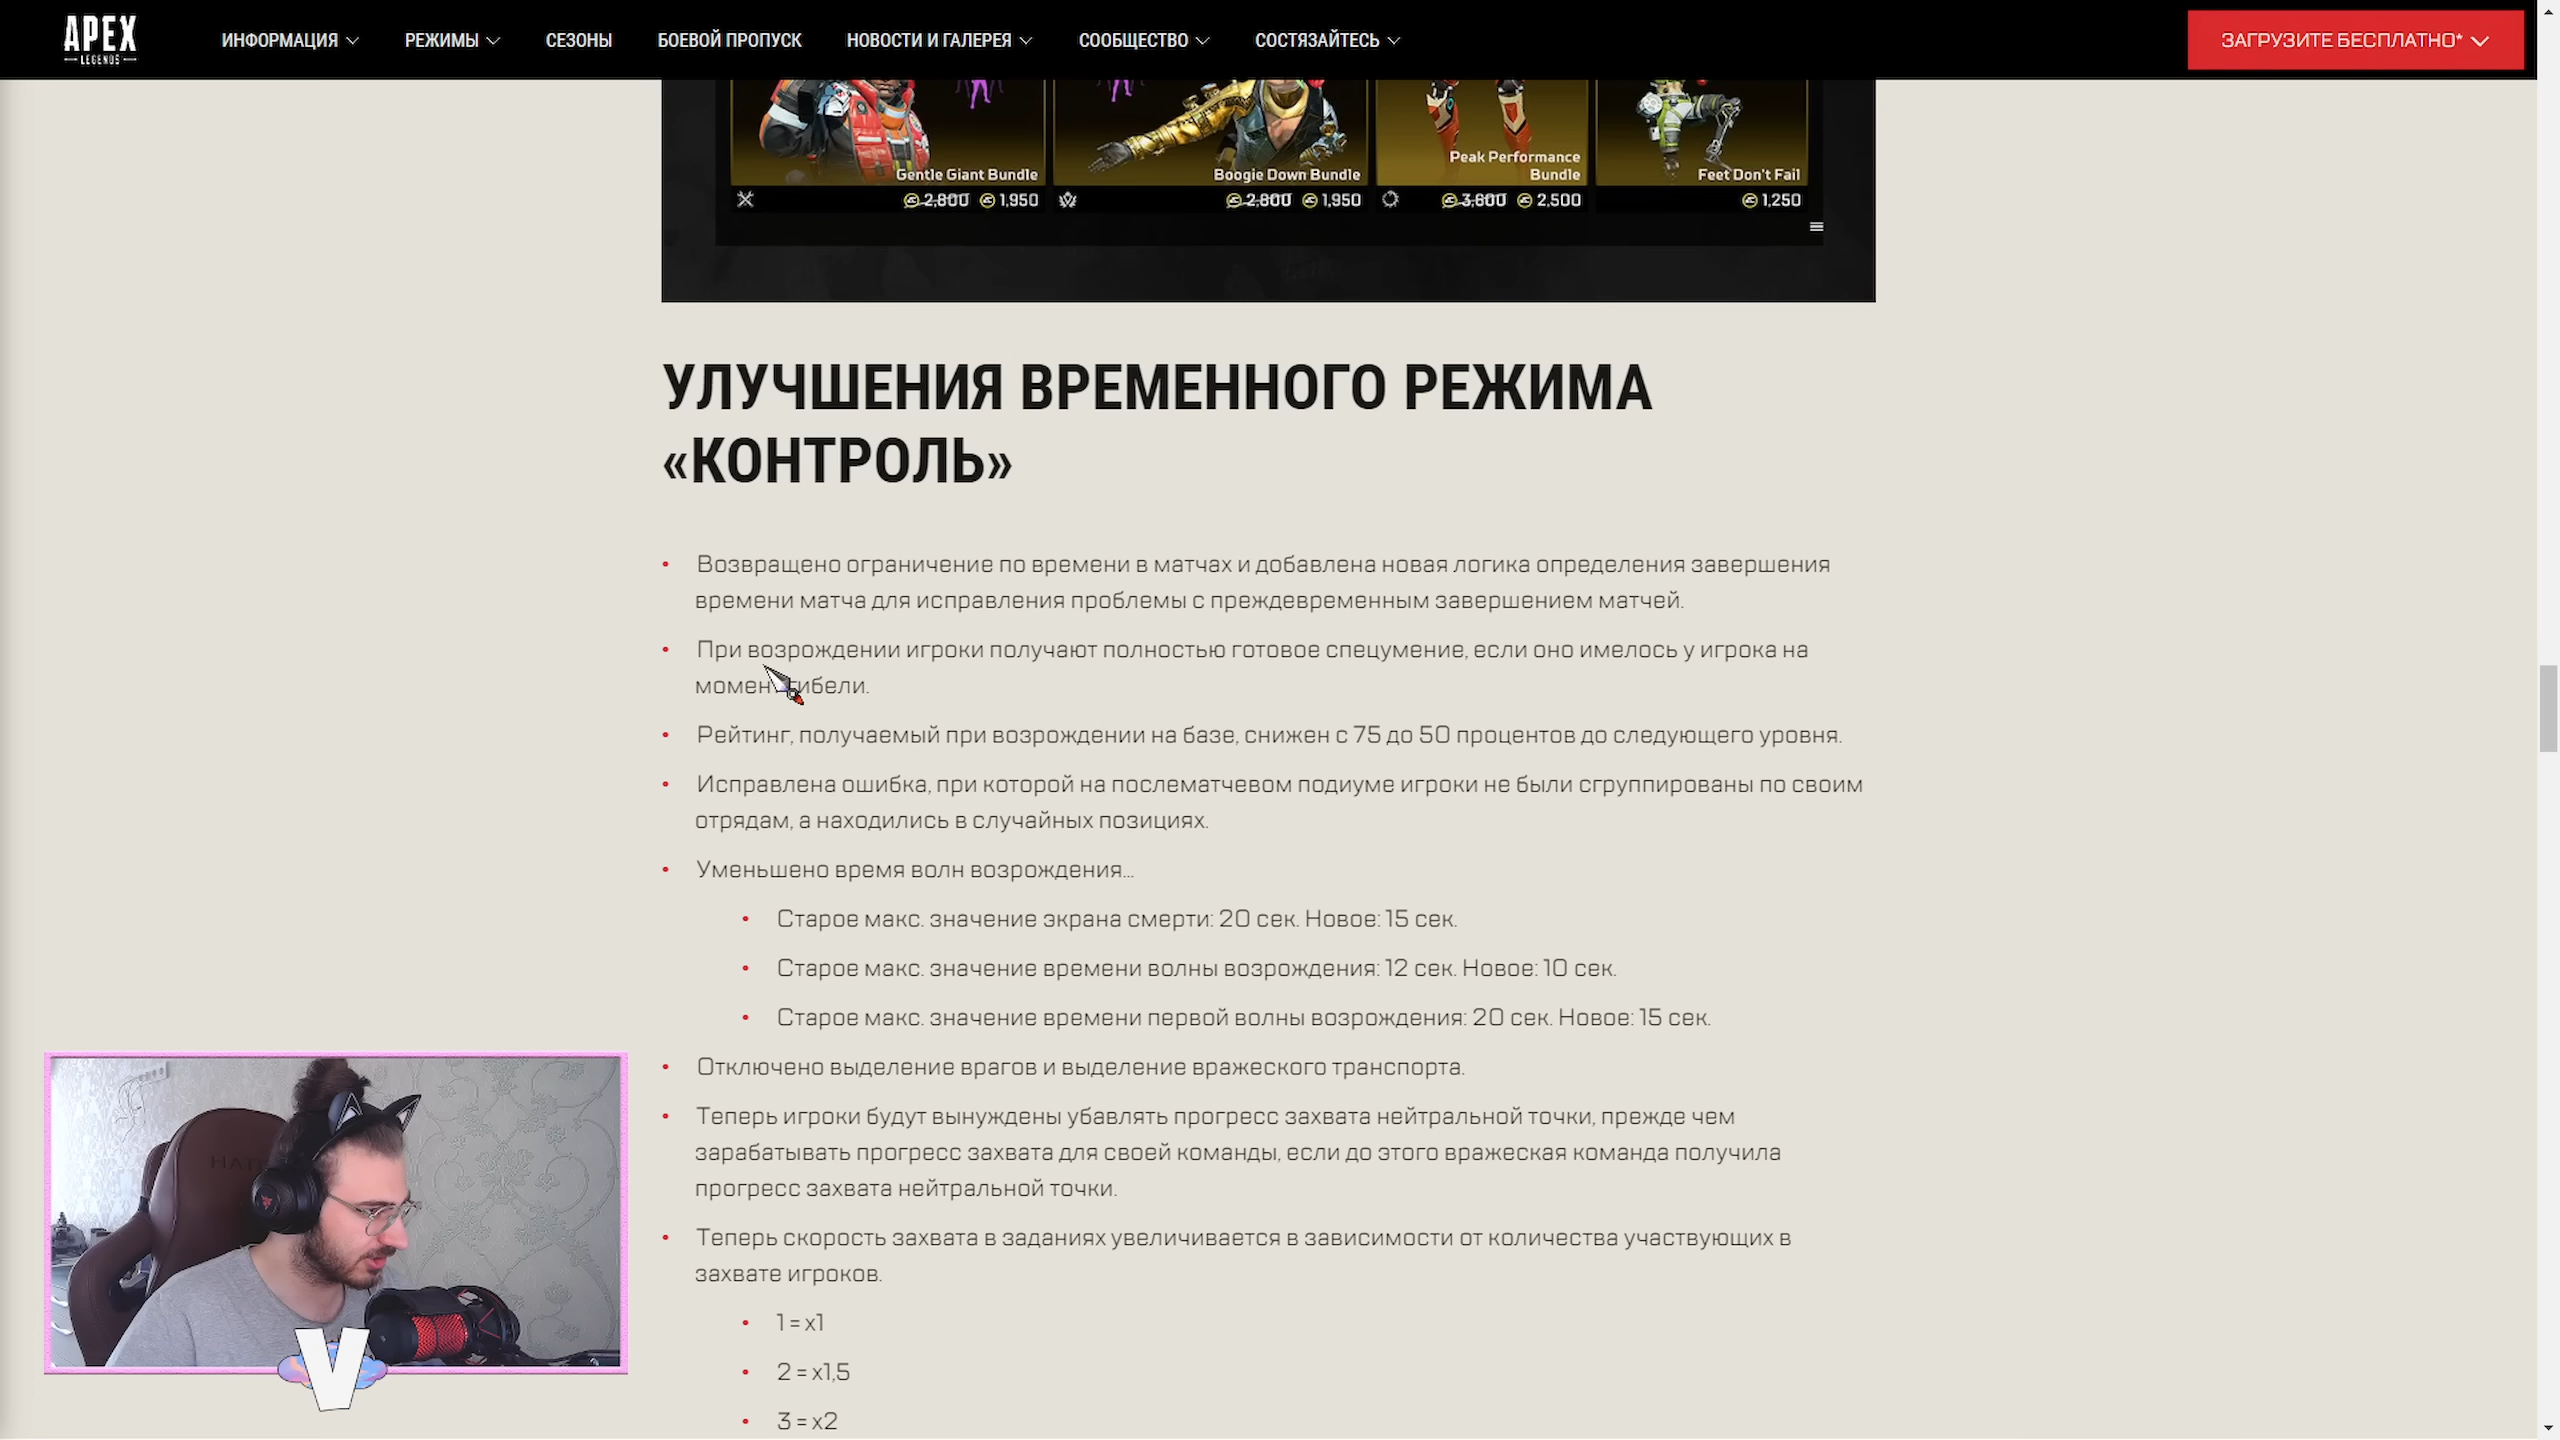 APEX
LEGENDS
ИНФОРМАЦИЯ
РЕЖИМЫ
СЕЗОНЫ
БОЕВОЙ ПРОПУСК
НОВОСТИ И ГАЛЕРЕЯ
СООБЩЕСТВО
СОСТЯЗАЙТЕСЬ
ЗАГРУЗИТЕ БЕСПЛАТНО*
Gentle Giant Bundle
2,800 1,950
Boogie Down Bundle
2,800 1,950
Peak Performance
Bundle
3,600 2,500
Feet Don't Fail
1,250
УЛУЧШЕНИЯ ВРЕМЕННОГО РЕЖИМА
«КОНТРОЛЬ»
• Возвращено ограничение по времени в матчах и добавлена новая логика определения завершения
времени матча для исправления проблемы с преждевременным завершением матчей.
• При возрождении игроки получают полностью готовое спецумение, если оно имелось у игрока на
момент гибели.
• Рейтинг, получаемый при возрождении на базе, снижен с 75 до 50 процентов до следующего уровня.
• Исправлена ошибка, при которой на послематчевом подиуме игроки не были сгруппированы по своим
отрядам, а находились в случайных позициях.
• Уменьшено время волн возрождения...
• Старое макс. значение экрана смерти: 20 сек. Новое: 15 сек.
• Старое макс. значение времени волны возрождения: 12 сек. Новое: 10 сек.
• Старое макс. значение времени первой волны возрождения: 20 сек. Новое: 15 сек.
• Отключено выделение врагов и выделение вражеского транспорта.
• Теперь игроки будут вынуждены убавлять прогресс захвата нейтральной точки, прежде чем
зарабатывать прогресс захвата для своей команды, если до этого вражеская команда получила
прогресс захвата нейтральной точки.
• Теперь скорость захвата в заданиях увеличивается в зависимости от количества участвующих в
захвате игроков.
• 1 = x1
• 2 = x1,5
• 3 = x2
V